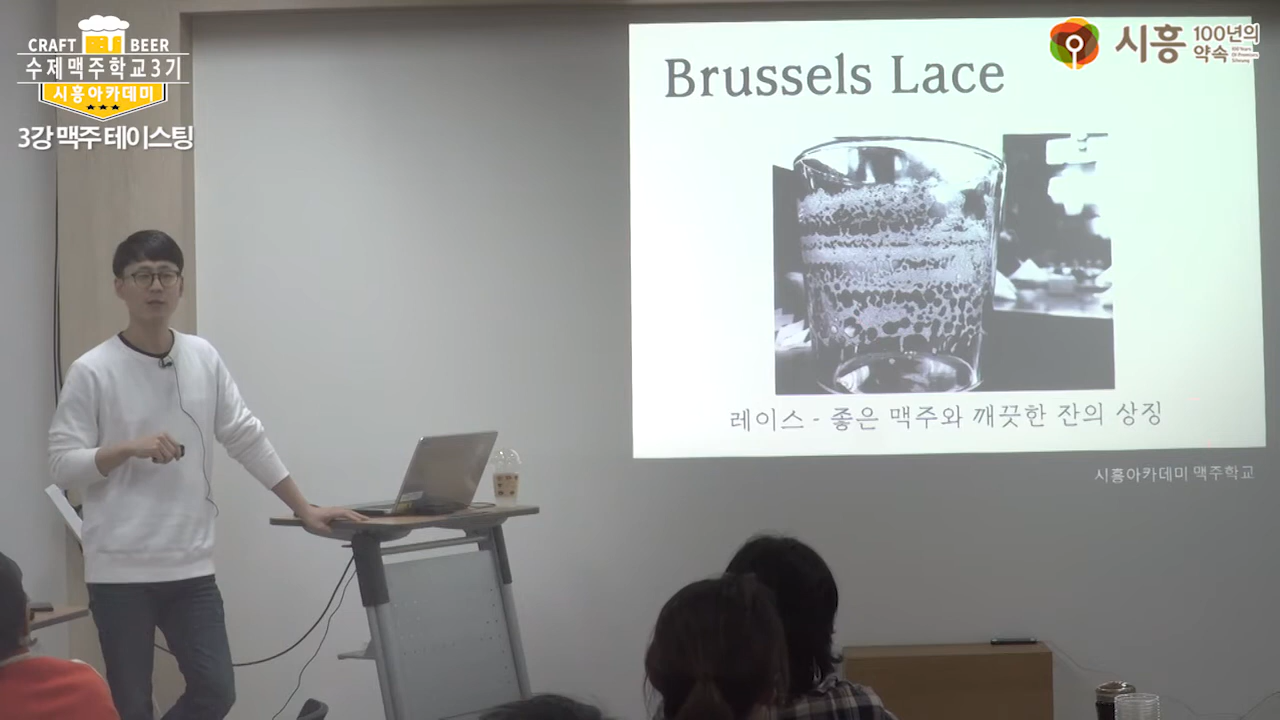 CRAFT BEER
수제맥주학교3기
시흥아카데미
3강 맥주 테이스팅
Brussels Lace
시흥 100년의
약속
레이스 - 좋은 맥주와 깨끗한 잔의 상징
시흥아카데미 맥주학교